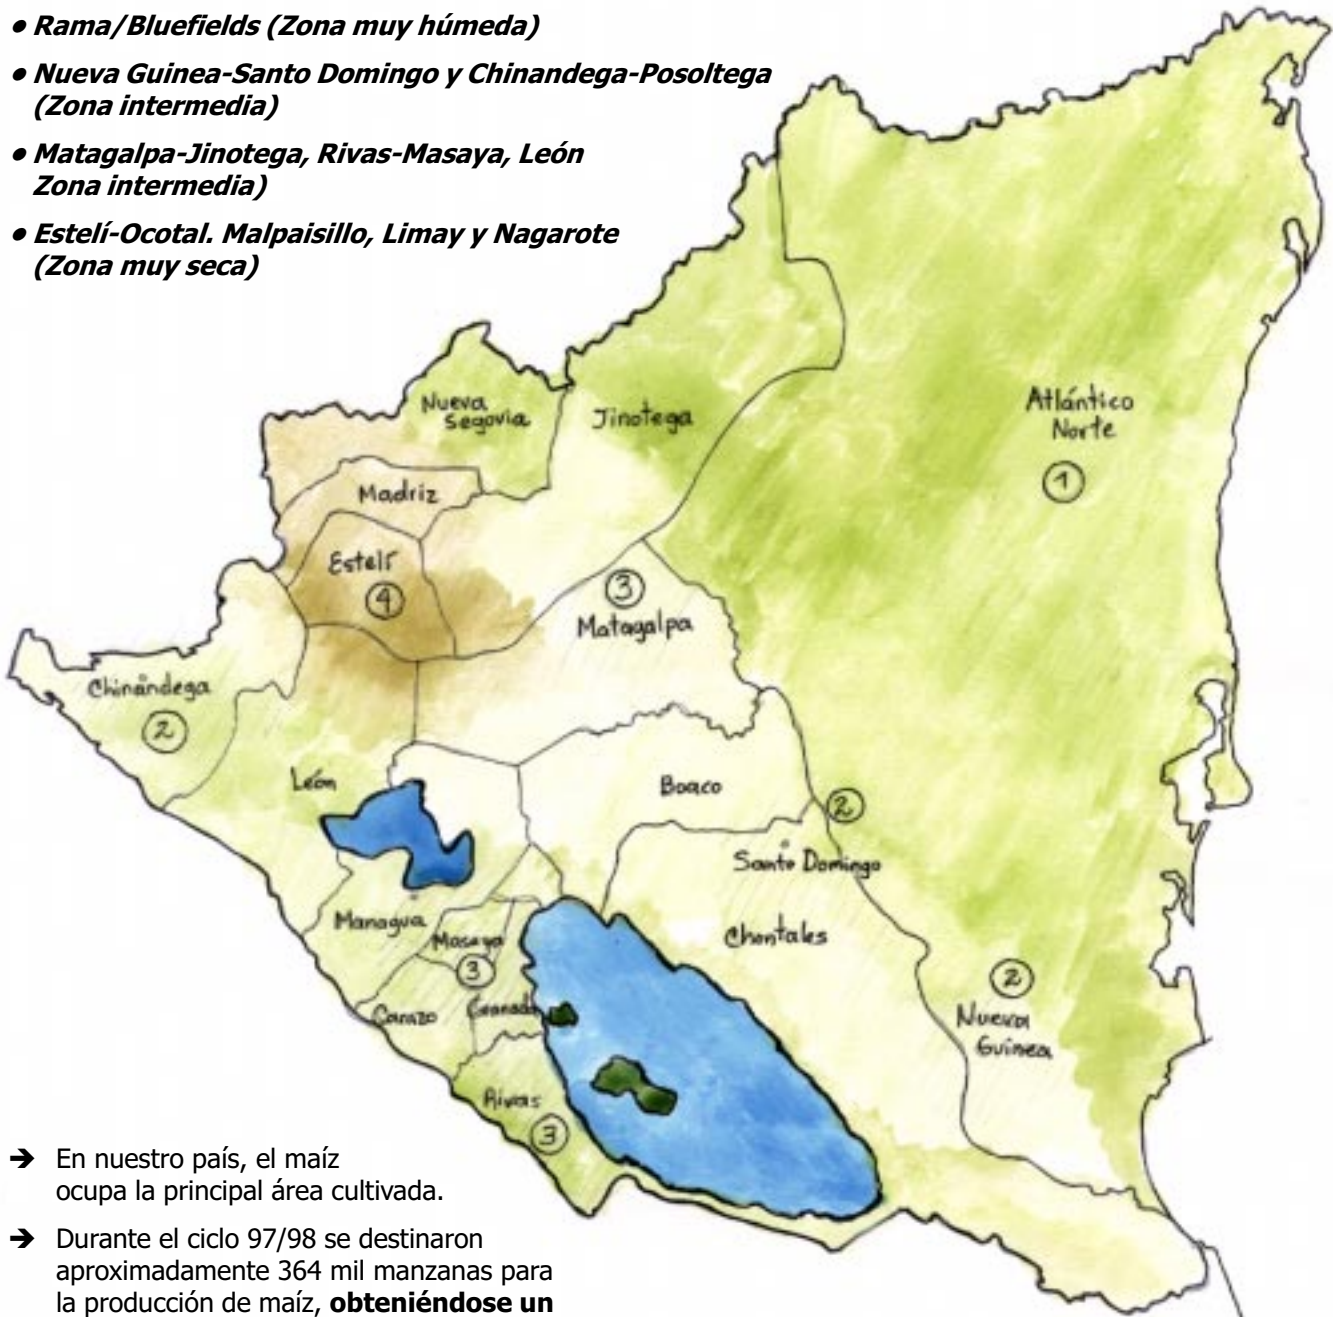 • Rama/Bluefields (Zona muy húmeda)
• Nueva Guinea-Santo Domingo y Chinandega-Posoltega
(Zona intermedia)
• Matagalpa-Jinotega, Rivas-Masaya, León
Zona intermedia)
• Estelí-Ocotal. Malpaisillo, Limay y Nagarote
(Zona muy seca)
Nueva
Segovia
Jinotega
Atlántico
Norte
1
Madriz
Estelí
4
3
Matagalpa
Chinandega
2
León
Boaco
2
Santo Domingo
Managua
Masaya
3
Chontales
2
Nueva
Guinea
Carazo
Granada
Rivas
3
➔ En nuestro país, el maíz
ocupa la principal área cultivada.
➔ Durante el ciclo 97/98 se destinaron
aproximadamente 364 mil manzanas para
la producción de maíz, obteniéndose un